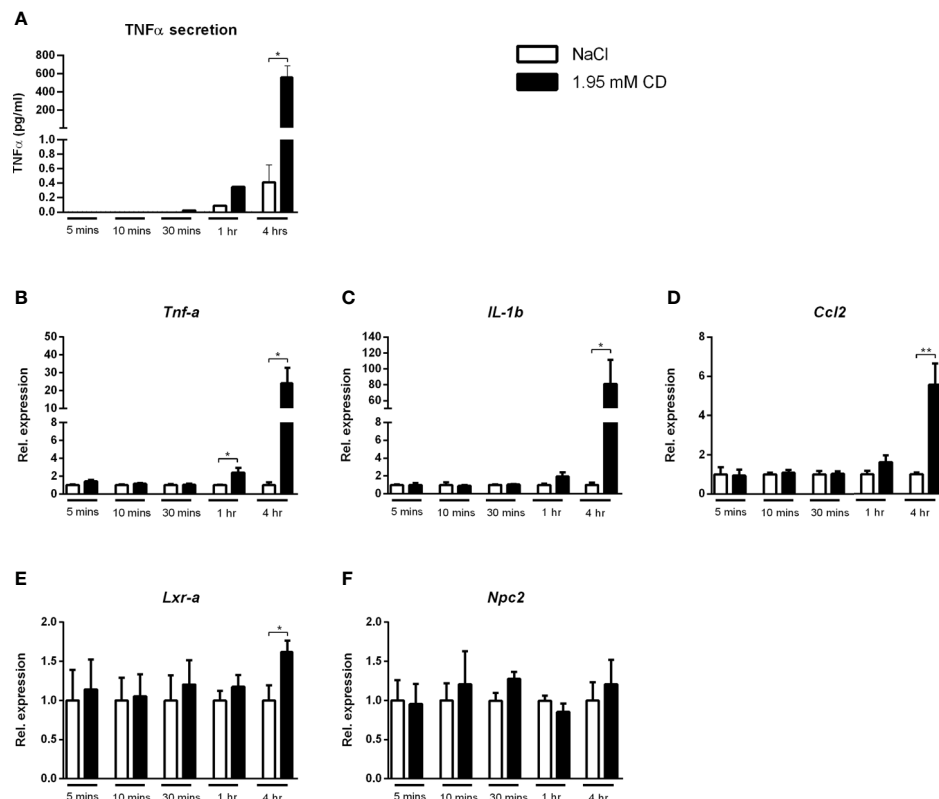 A
TNFα secretion
NaCl
1.95 mM CD
TNFα (pg/ml)
800
600
400
200
1.0
0.8
0.6
0.4
0.2
0.0
*
5 mins 10 mins 30 mins 1 hr 4 hrs
B
Tnf-a
Rel. expression
50
40
30
20
10
8
6
4
2
0
*
*
5 mins 10 mins 30 mins 1 hr 4 hr
C
IL-1b
Rel. expression
140
120
100
80
60
8
6
4
2
0
*
5 mins 10 mins 30 mins 1 hr 4 hr
D
Ccl2
Rel. expression
8
6
4
2
0
**
5 mins 10 mins 30 mins 1 hr 4 hr
E
Lxr-a
Rel. expression
2.0
1.5
1.0
0.5
0.0
*
5 mins 10 mins 30 mins 1 hr 4 hr
F
Npc2
Rel. expression
2.0
1.5
1.0
0.5
0.0
5 mins 10 mins 30 mins 1 hr 4 hr